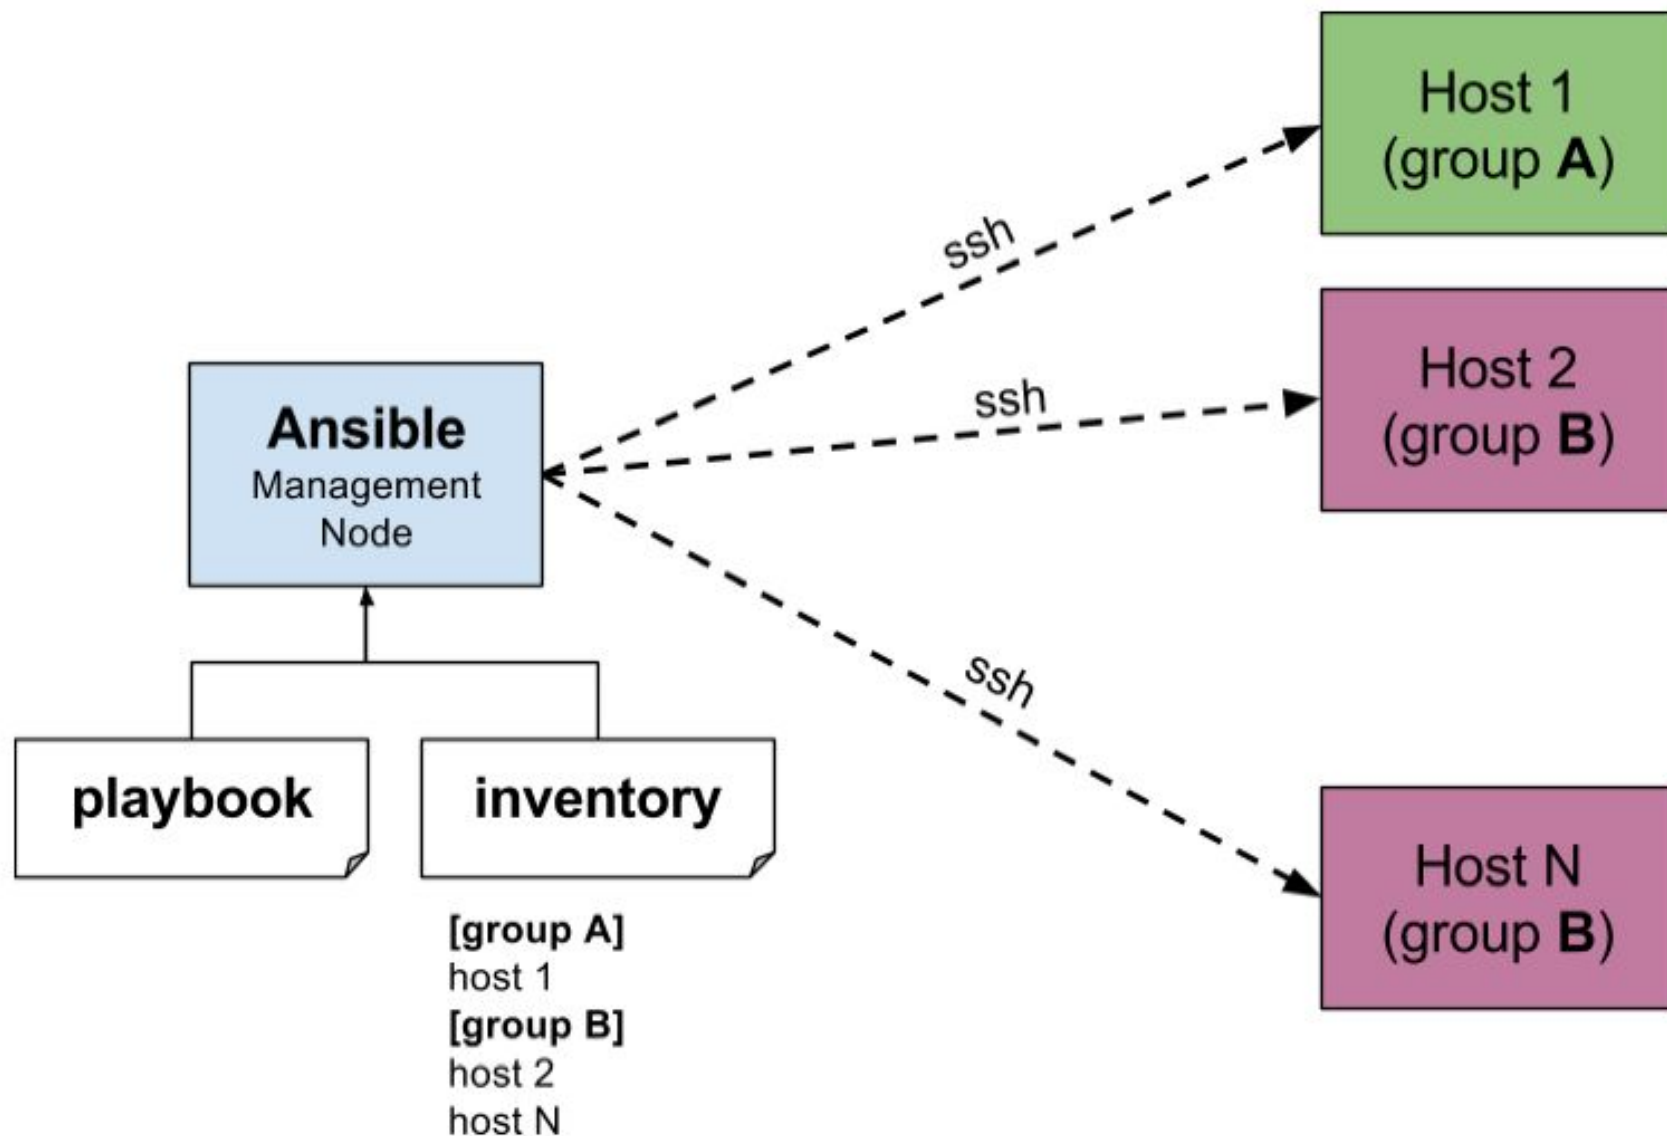 Host 1
(group A)
ssh
Host 2
(group B)
ssh
Ansible
Management
Node
ssh
playbook
inventory
Host N
(group B)
[group A]
host 1
[group B]
host 2
host N